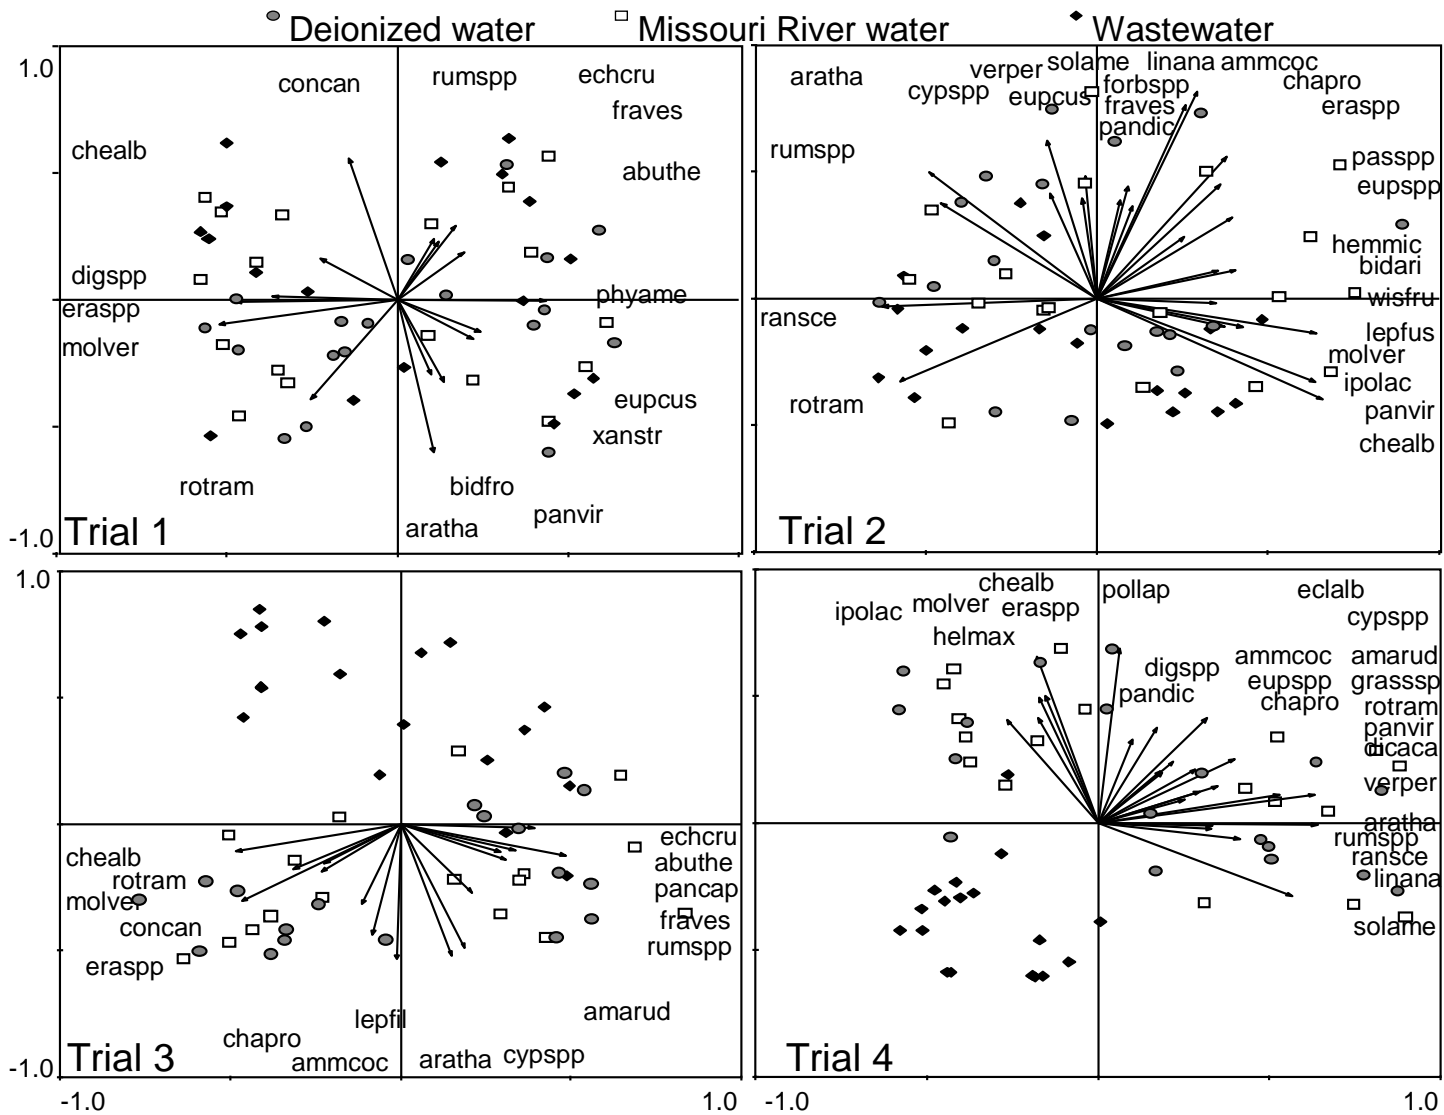 Deionized water Missouri River water Wastewater
1.0
concan rumspp echcru
fraves
chealb
abuthe
digspp
phyame
eraspp
molver
eupcus
xanstr
rotram bidfro
panvir
aratha
-1.0
Trial 1
verper solame linana ammcoc
aratha chapro
cypspp eupcus forbspp
fraves eraspp
pandic
rumspp passpp
eupspp
hemmic
bidari
wisfru
ransce
lepfus
molver
ipolac
rotram panvir
chealb
Trial 2
1.0
echcru
chealb abuthe
rotram pancap
molver
concan fraves
rumspp
eraspp
lepfil amarud
chapro
ammcoc aratha cypspp
Trial 3
-1.0
-1.0 1.0
chealb pollap eclalb
ipolac molver eraspp cypspp
helmax
digspp ammcoc amarud
pandic eupspp grasssp
chapro rotram
panvir
dicaca
verper
aratha
rumspp
ransce
linana
solame
Trial 4
-1.0 1.0